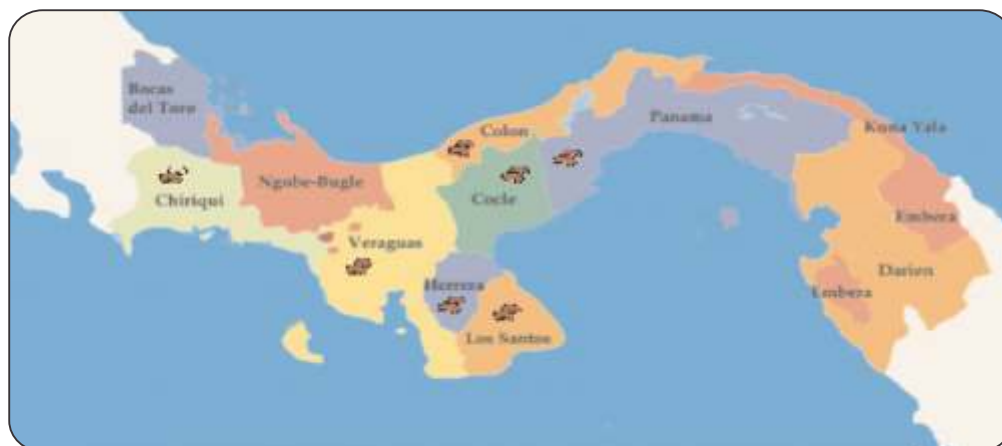 Bocas
del Toro
Colon
Panama
Kuna Yala
Ngobe-Bugle
Chiriqui
Cocle
Veraguas
Embera
Darien
Herrera
Embera
Los Santos